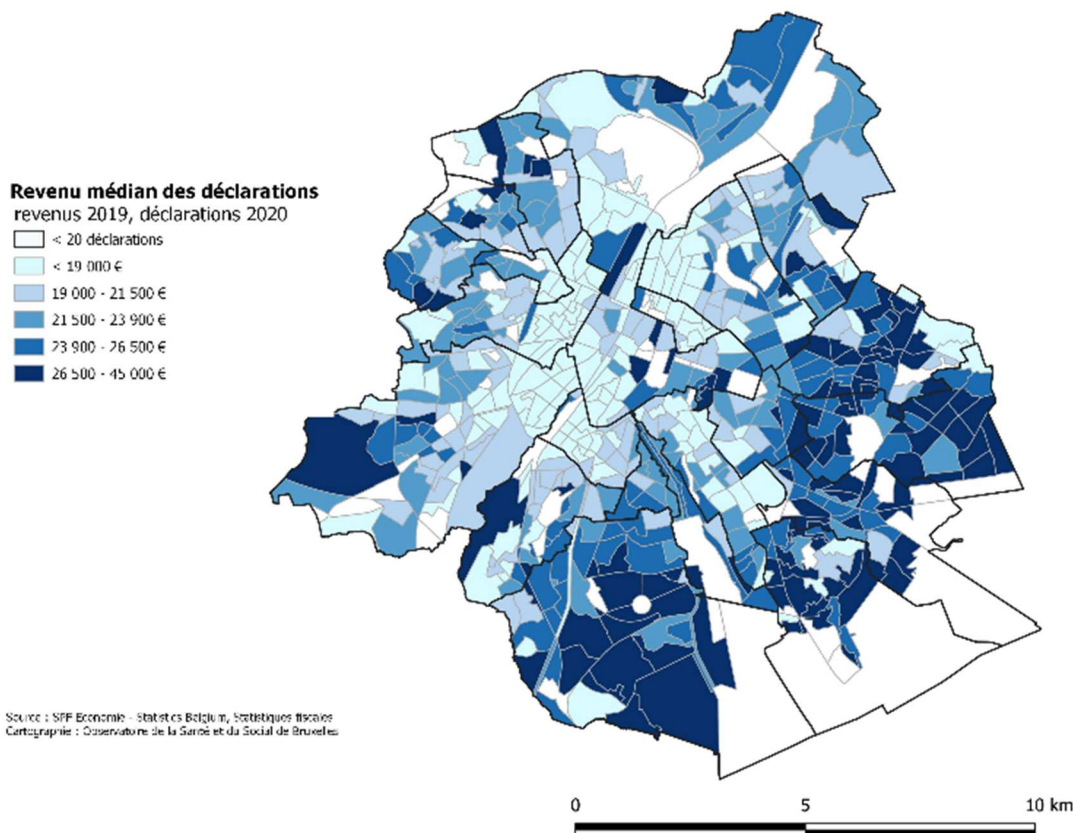 Revenu médian des déclarations
revenus 2019, déclarations 2020
< 20 déclarations
< 19 000 €
19 000 - 21 500 €
21 500 - 23 900 €
23 900 - 26 500 €
26 500 - 45 000 €
Source : SPF Economie - Statistics Belgium, Statistiques fiscales
Cartographie : Observatoire de la Santé et du Social de Bruxelles
0 5 10 km